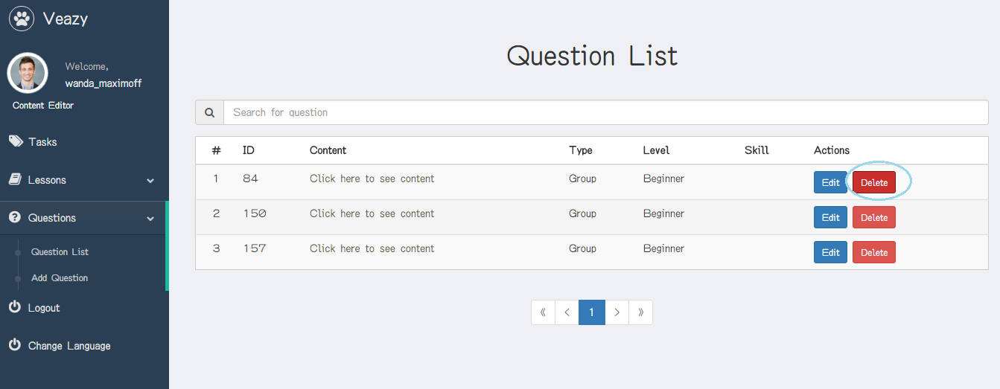 Veazy
Welcome,
wanda_maximoff
Content Editor
Tasks
Lessons
Questions
Question List
Add Question
Logout
Change Language
Question List
Search for question
# ID Content Type Level Skill Actions
1 84 Click here to see content Group Beginner Edit Delete
2 150 Click here to see content Group Beginner Edit Delete
3 157 Click here to see content Group Beginner Edit Delete
« < 1 > »